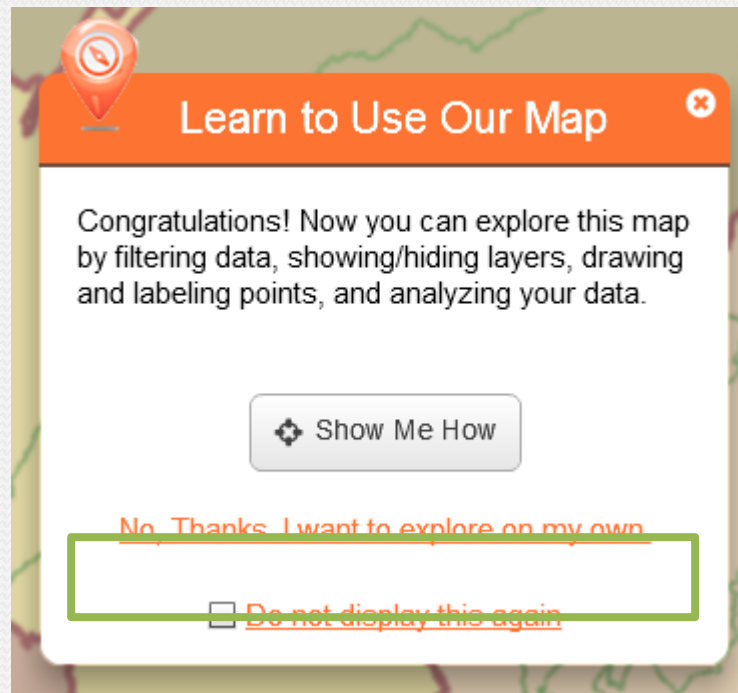 Learn to Use Our Map
Congratulations! Now you can explore this map
by filtering data, showing/hiding layers, drawing
and labeling points, and analyzing your data.
Show Me How
No, Thanks. I want to explore on my own.
Do not display this again